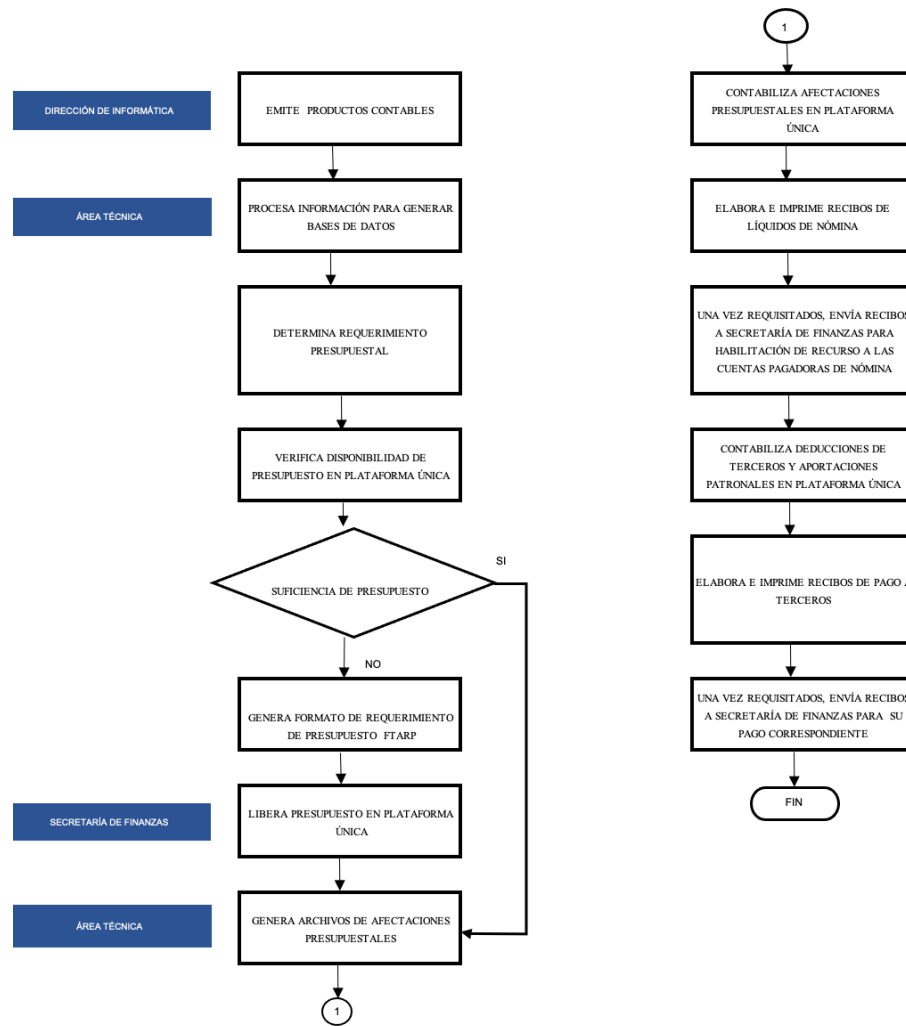 DIRECCIÓN DE INFORMÁTICA
EMITE PRODUCTOS CONTABLES
ÁREA TÉCNICA
PROCESA INFORMACIÓN PARA GENERAR
BASES DE DATOS
DETERMINA REQUERIMIENTO
PRESUPUESTAL
VERIFICA DISPONIBILIDAD DE
PRESUPUESTO EN PLATAFORMA ÚNICA
SUFICIENCIA DE PRESUPUESTO
SI
NO
GENERA FORMATO DE REQUERIMIENTO
DE PRESUPUESTO FTARP
SECRETARÍA DE FINANZAS
LIBERA PRESUPUESTO EN PLATAFORMA
ÚNICA
ÁREA TÉCNICA
GENERA ARCHIVOS DE AFECTACIONES
PRESUPUESTALES
1
1
CONTABILIZA AFECTACIONES
PRESUPUESTALES EN PLATAFORMA
ÚNICA
ELABORA E IMPRIME RECIBOS DE
LÍQUIDOS DE NÓMINA
UNA VEZ REQUISITADOS, ENVÍA RECIBOS
A SECRETARÍA DE FINANZAS PARA
HABILITACIÓN DE RECURSO A LAS
CUENTAS PAGADORAS DE NÓMINA
CONTABILIZA DEDUCCIONES DE
TERCEROS Y APORTACIONES
PATRONALES EN PLATAFORMA ÚNICA
ELABORA E IMPRIME RECIBOS DE PAGO A
TERCEROS
UNA VEZ REQUISITADOS, ENVÍA RECIBOS
A SECRETARÍA DE FINANZAS PARA SU
PAGO CORRESPONDIENTE
FIN